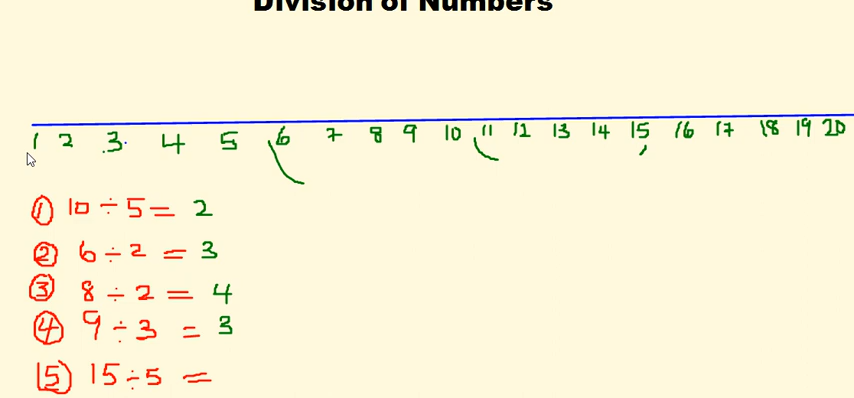 Division of Numbers
1 2 3 4 5 6 7 8 9 10 11 12 13 14 15 16 17 18 19 20
① 10 ÷ 5 = 2
② 6 ÷ 2 = 3
③ 8 ÷ 2 = 4
④ 9 ÷ 3 = 3
15) 15 ÷ 5 =